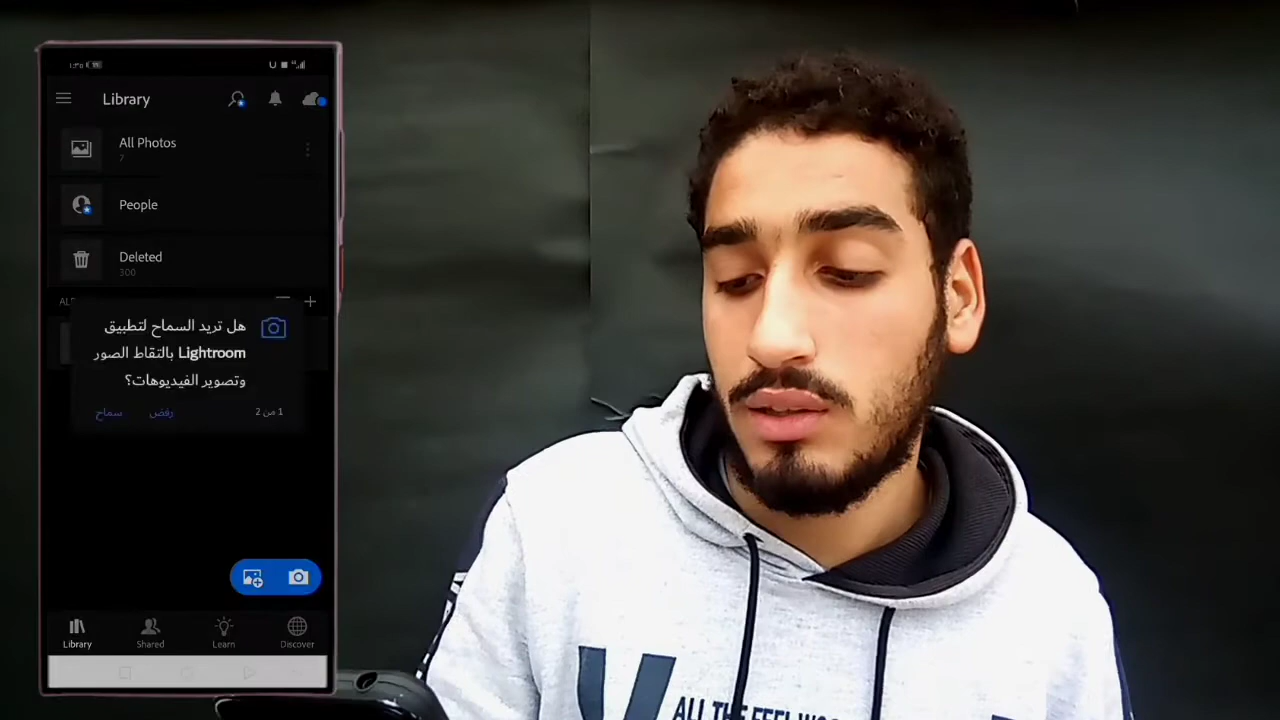 Library
All Photos
7
People
Deleted
300
هل تريد السماح لتطبيق
Lightroom بالتقاط الصور
وتصوير الفيديوهات؟
1 من 2
رفض
سماح
Library
Shared
Learn
Discover
ALL THE FEEL